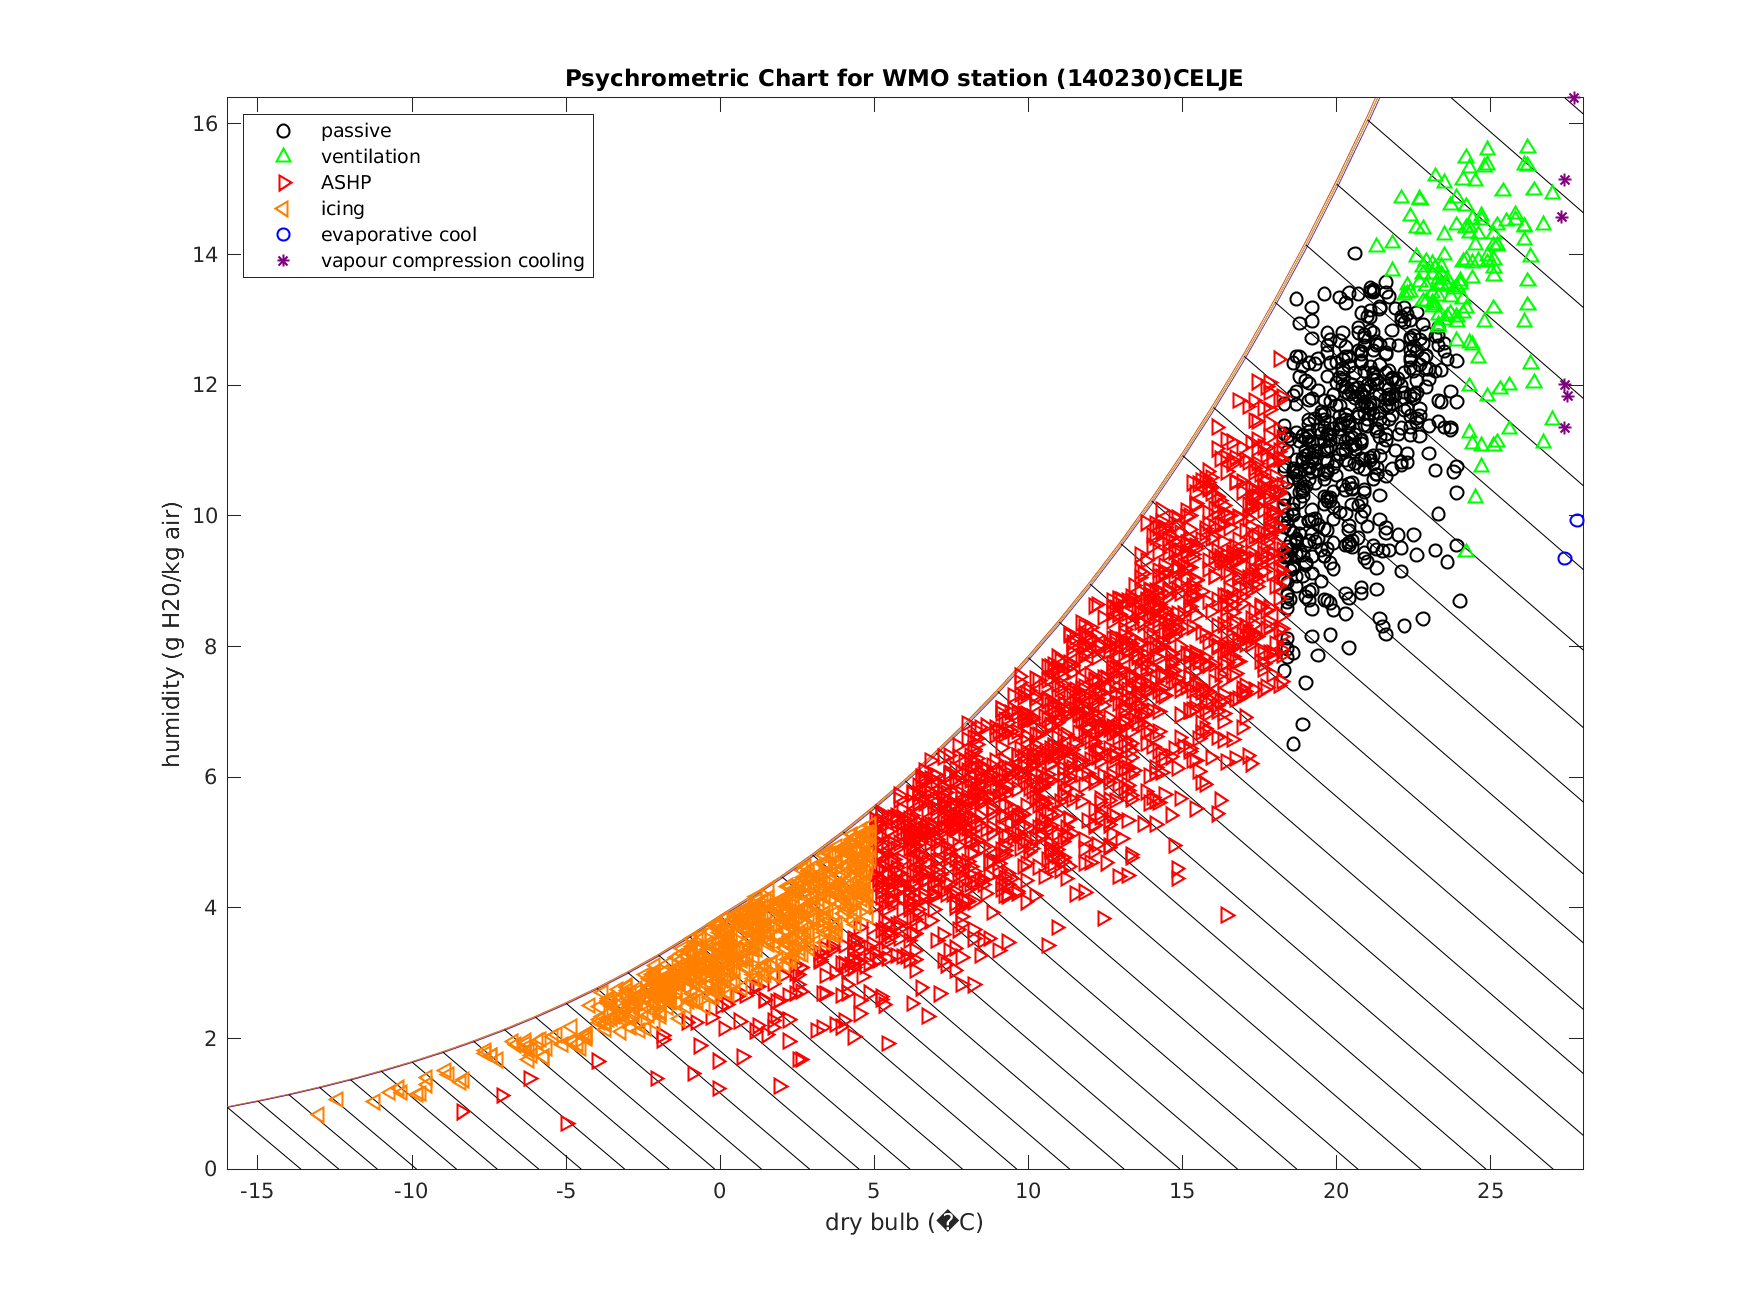 Psychrometric Chart for WMO station (140230)CELJE
passive
ventilation
ASHP
icing
evaporative cool
vapour compression cooling
humidity (g H20/kg air)
16
14
12
10
8
6
4
2
0
-15 -10 -5 0 5 10 15 20 25
dry bulb (�C)